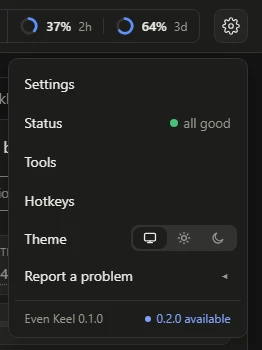 37% 2h 64% 3d
Settings
Status all good
Tools
Hotkeys
Theme
Report a problem
Even Keel 0.1.0 0.2.0 available